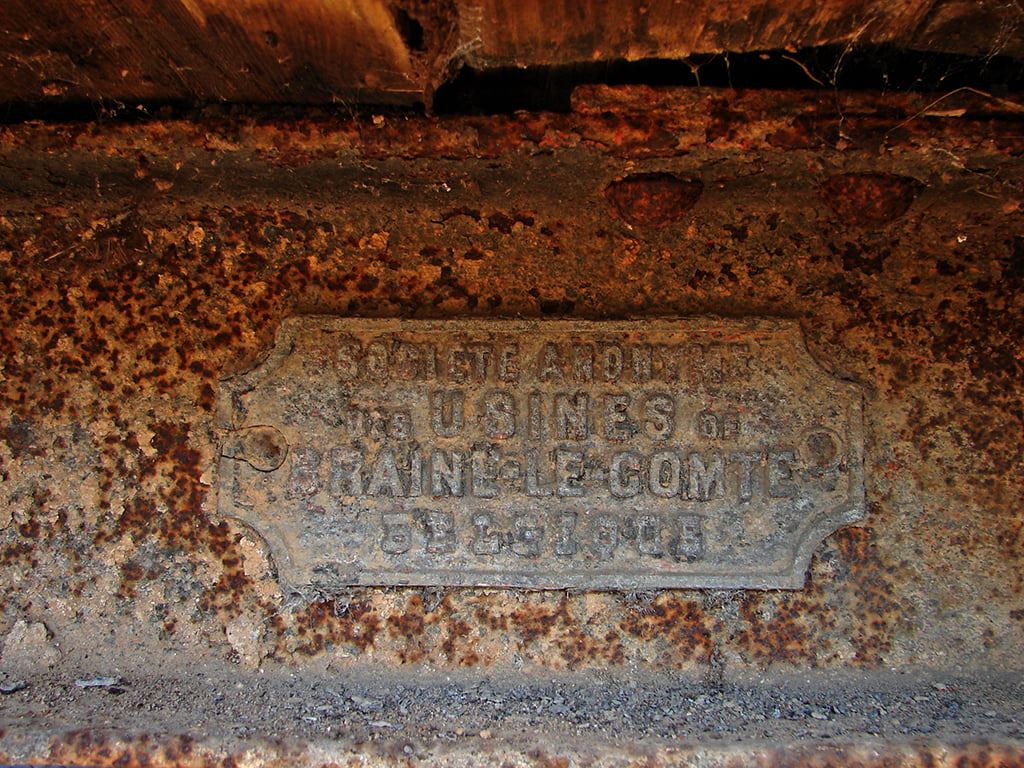 SOCIETE ANONYME
DES USINES DE
BRAINE-LE-COMTE
BELGIQUE